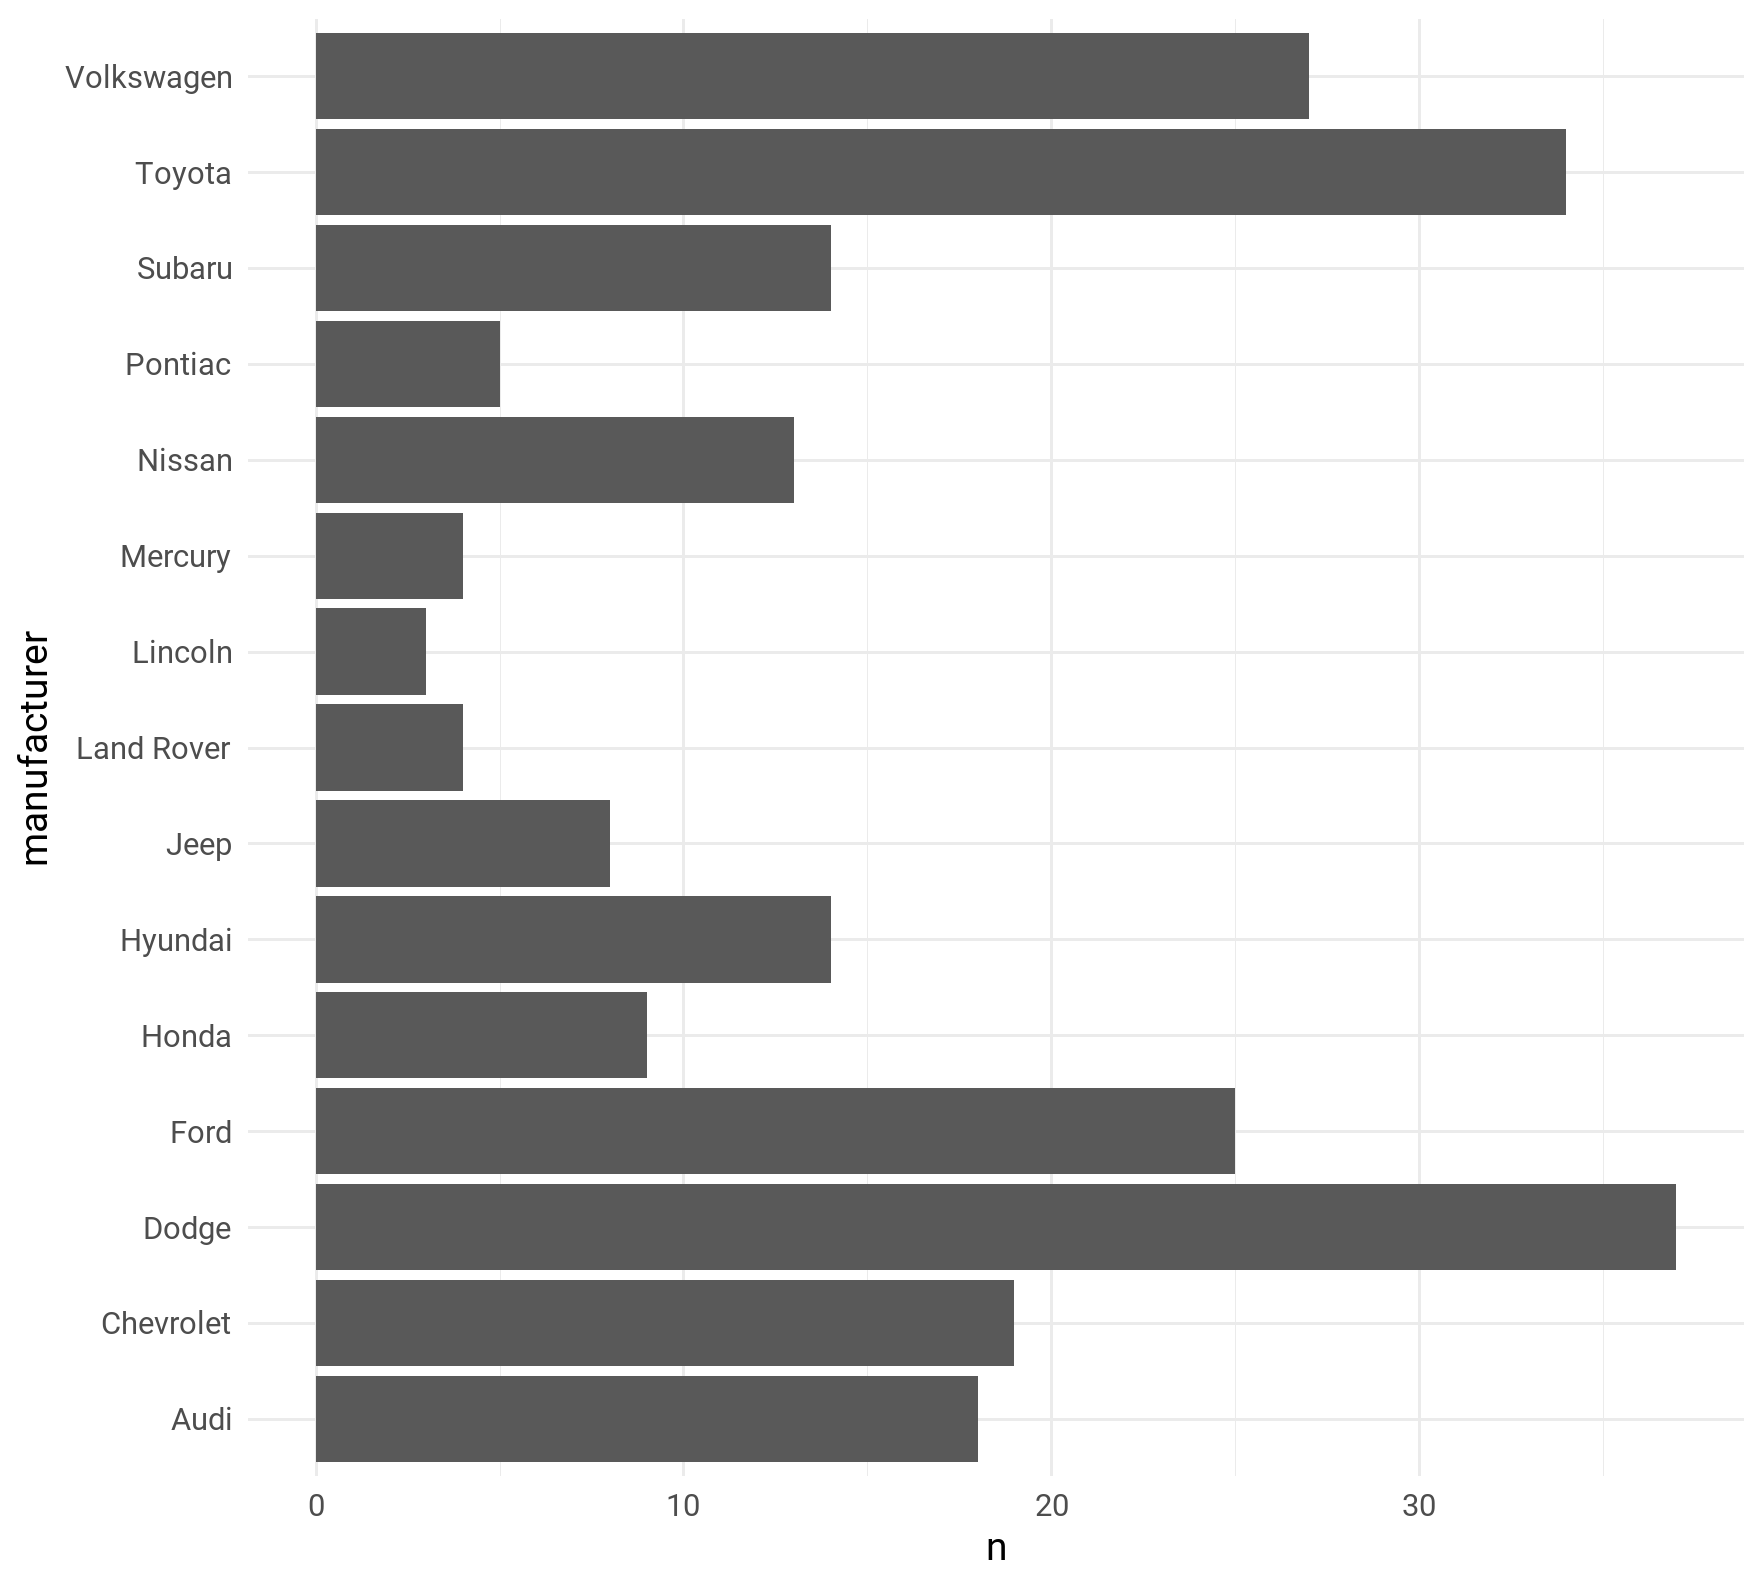 Volkswagen
Toyota
Subaru
Pontiac
Nissan
Mercury
Lincoln
Land Rover
Jeep
Hyundai
Honda
Ford
Dodge
Chevrolet
Audi
manufacturer
0 10 20 30
n